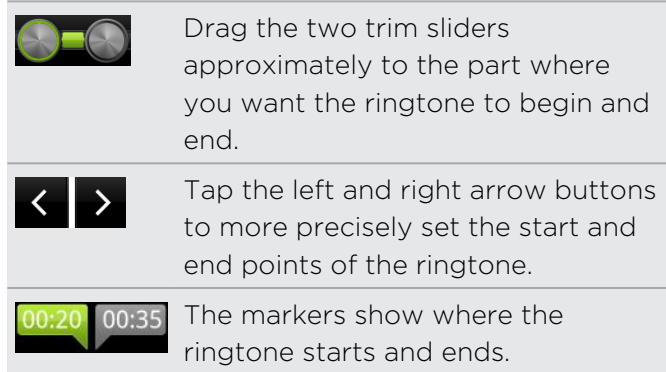 Drag the two trim sliders
approximately to the part where
you want the ringtone to begin and
end.
Tap the left and right arrow buttons
to more precisely set the start and
end points of the ringtone.
00:20 00:35
The markers show where the
ringtone starts and ends.